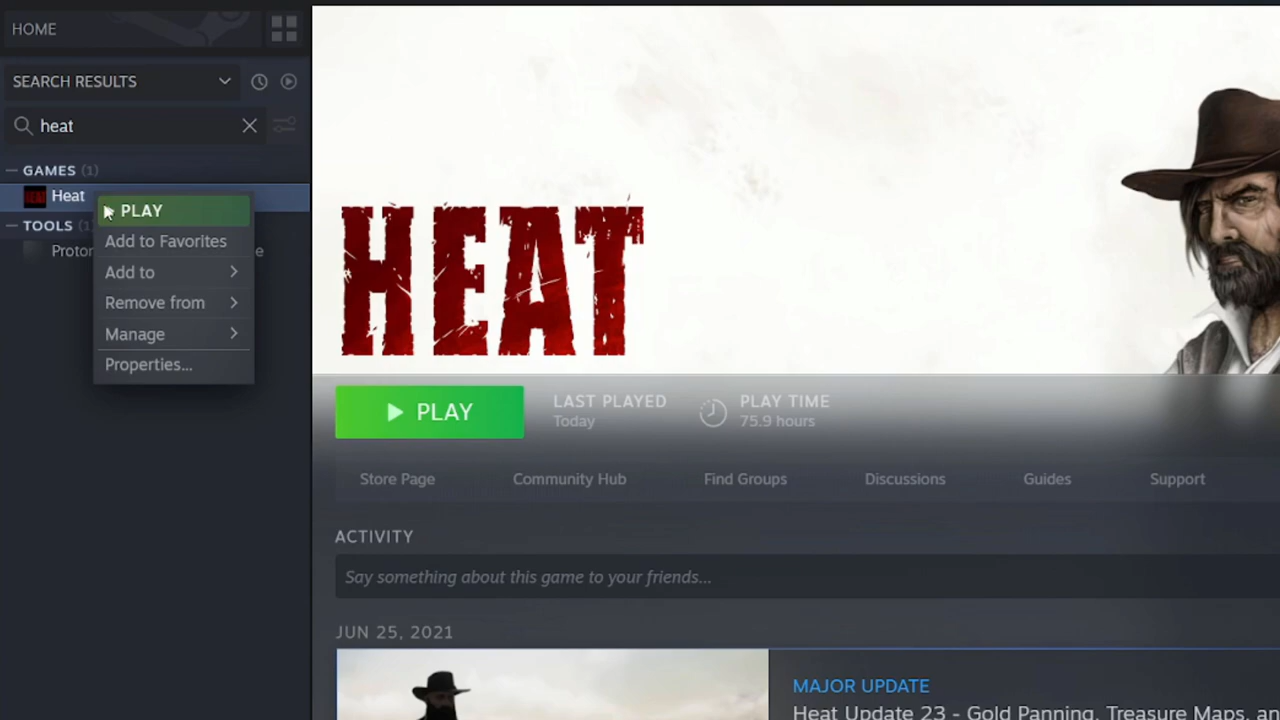 HOME
SEARCH RESULTS
heat
GAMES (1)
Heat
TOOLS
PLAY
Add to Favorites
Add to
Remove from
Manage
Properties...
HEAT
PLAY
LAST PLAYED
Today
PLAY TIME
75.9 hours
Store Page
Community Hub
Find Groups
Discussions
Guides
Support
ACTIVITY
Say something about this game to your friends...
JUN 25, 2021
MAJOR UPDATE
Heat Update 23 - Gold Panning, Treasure Maps,